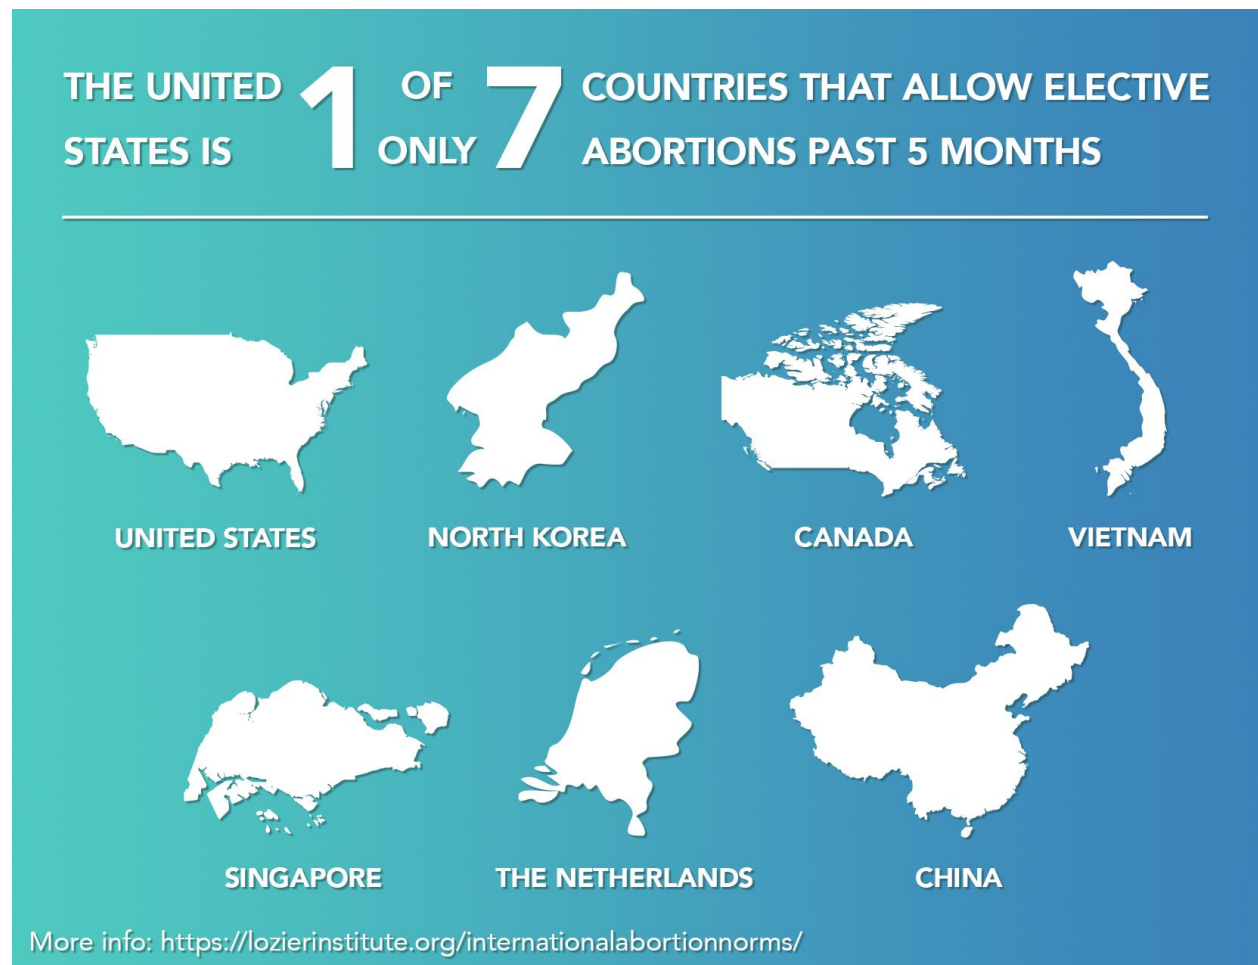 THE UNITED STATES IS 1 OF ONLY 7 COUNTRIES THAT ALLOW ELECTIVE ABORTIONS PAST 5 MONTHS
UNITED STATES
NORTH KOREA
CANADA
VIETNAM
SINGAPORE
THE NETHERLANDS
CHINA
More info: https://lozierinstitute.org/internationalabortionnorms/